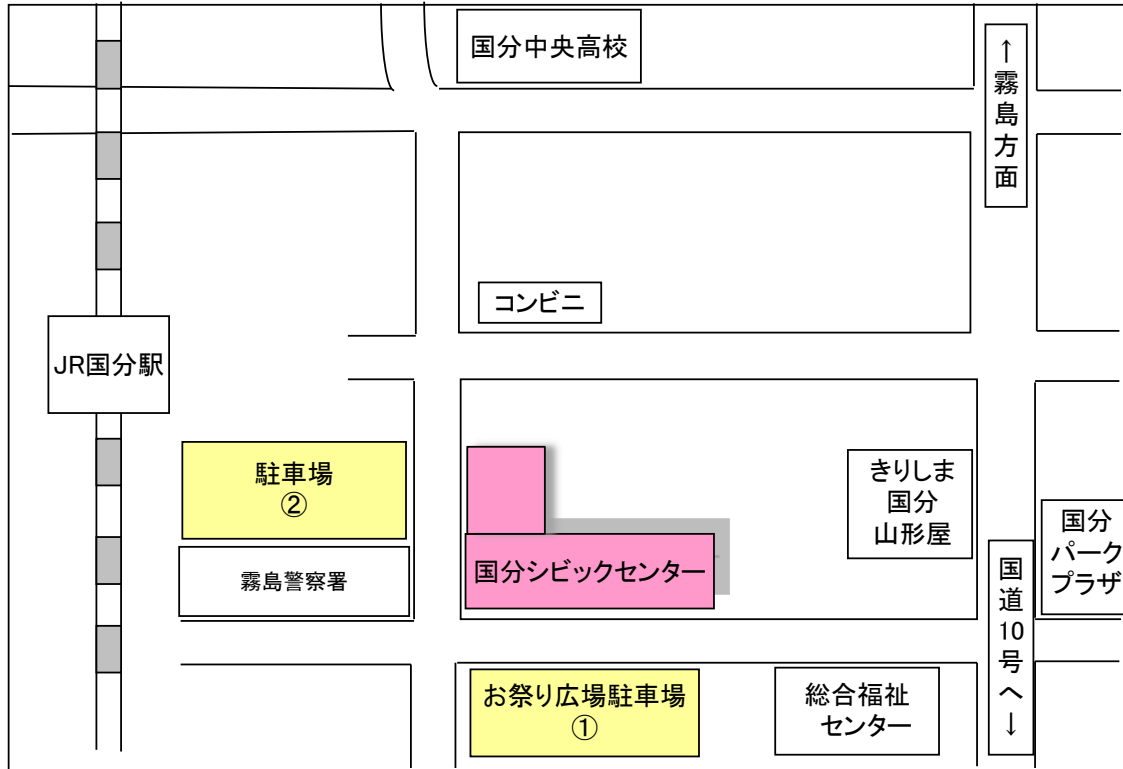 国分中央高校
↑霧島方面
コンビニ
JR国分駅
駐車場
②
きりしま
国分
山形屋
国分
パーク
プラザ
国分シビックセンター
霧島警察署
国道10号へ↓
お祭り広場駐車場
①
総合福祉
センター